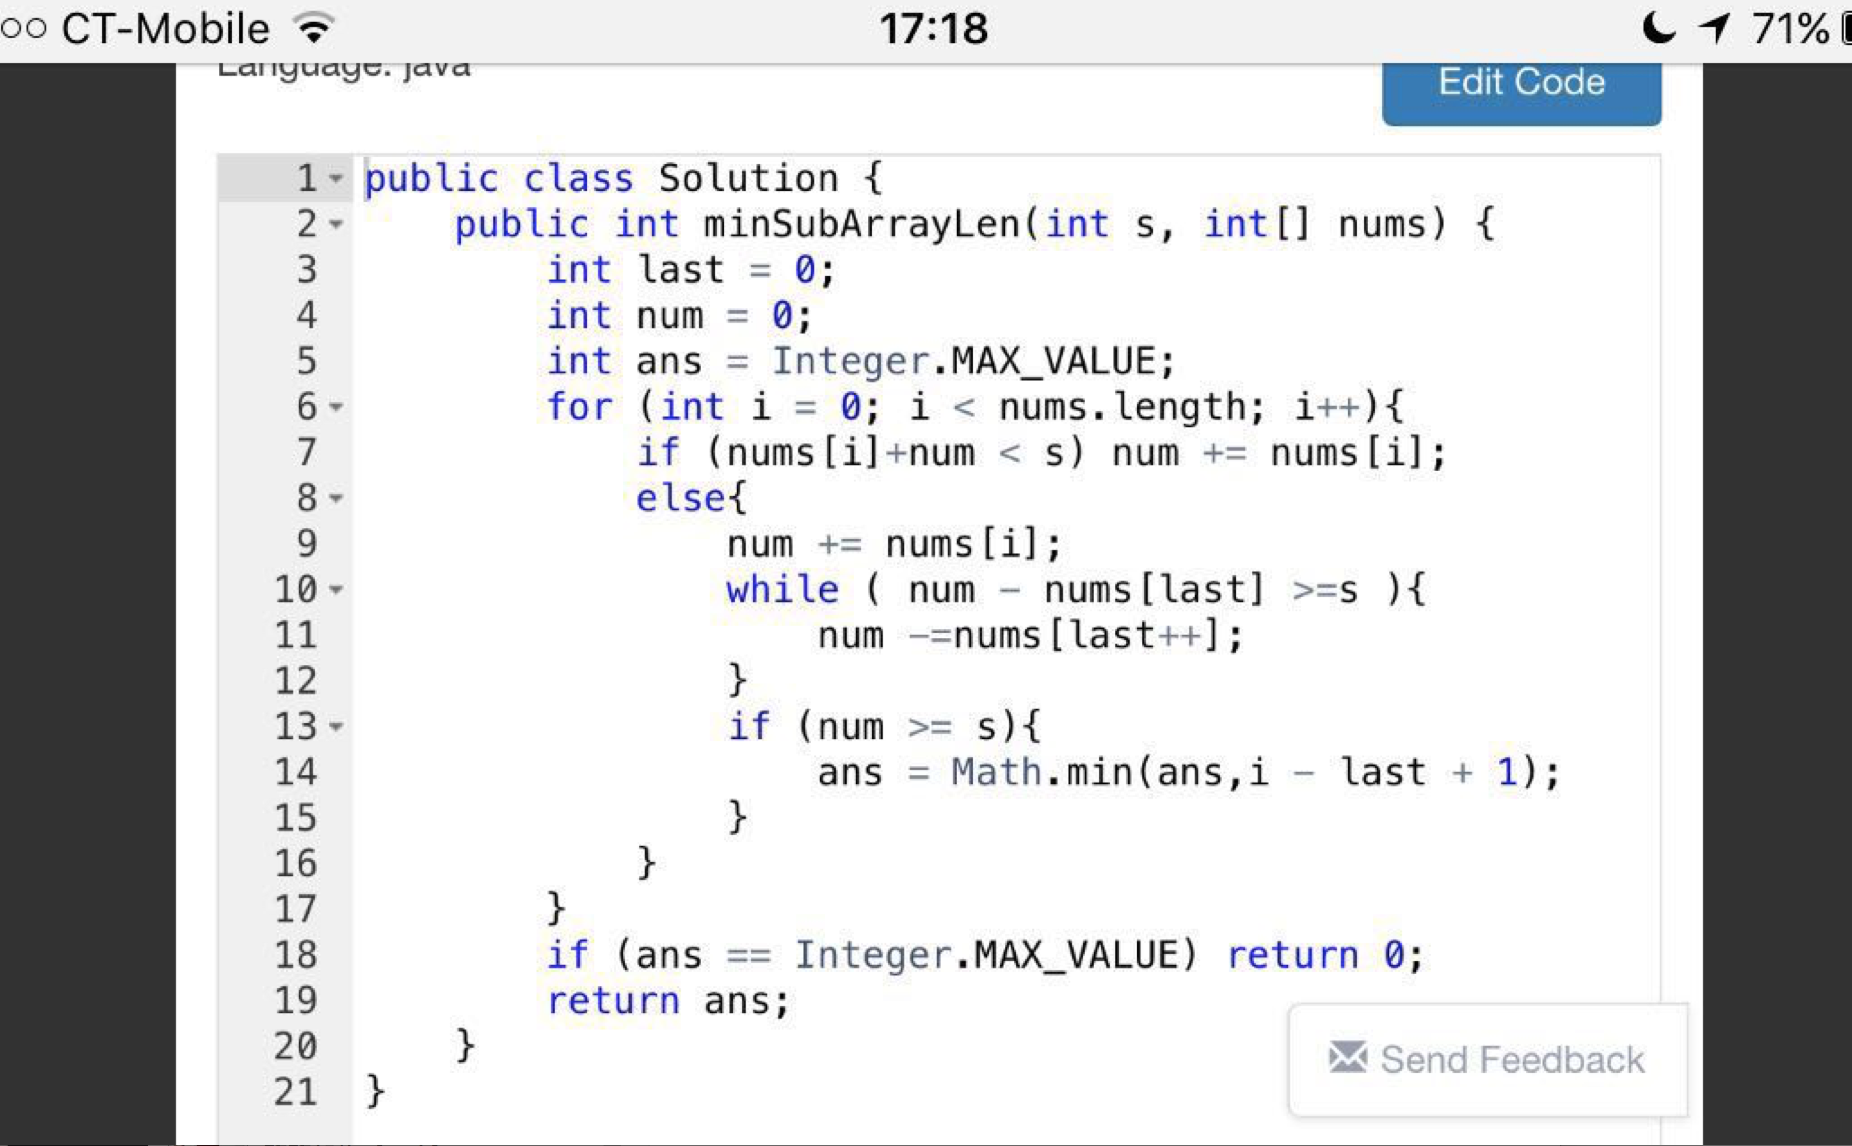 CT-Mobile 17:18 71%
Language: java
Edit Code
1 public class Solution {
2 public int minSubArrayLen(int s, int[] nums) {
3 int last = 0;
4 int num = 0;
5 int ans = Integer.MAX_VALUE;
6 for (int i = 0; i < nums.length; i++){
7 if (nums[i]+num < s) num += nums[i];
8 else{
9 num += nums[i];
10 while ( num - nums[last] >=s ){
11 num -=nums[last++];
12 }
13 if (num >= s){
14 ans = Math.min(ans,i - last + 1);
15 }
16 }
17 }
18 if (ans == Integer.MAX_VALUE) return 0;
19 return ans;
20 }
21 }
Send Feedback